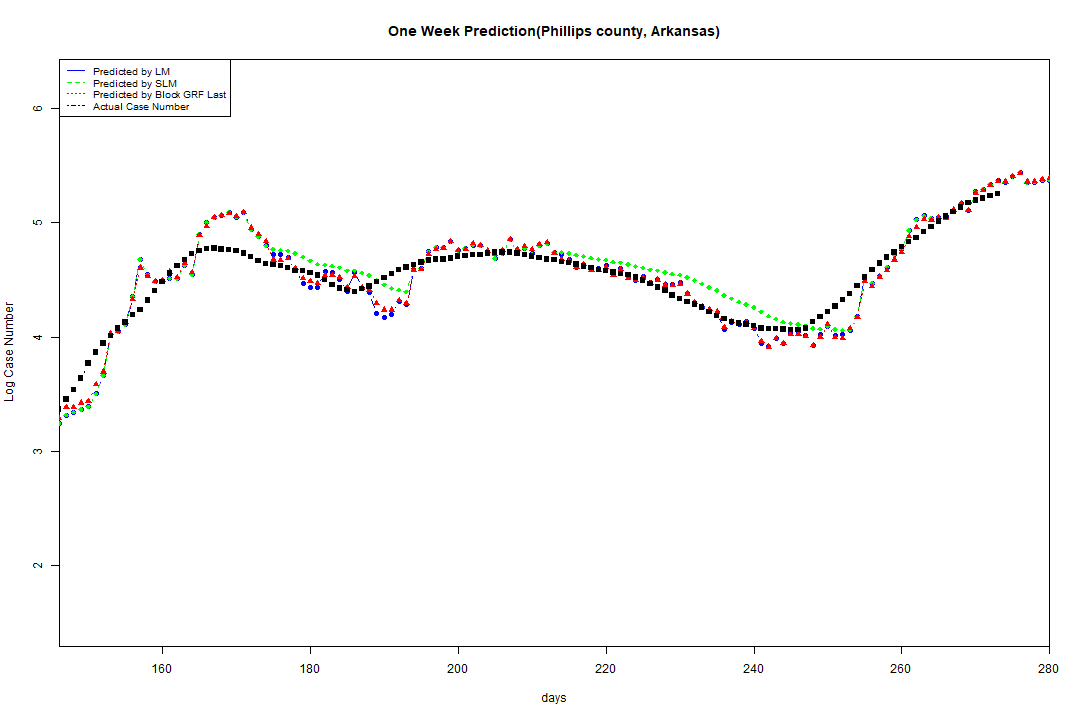 One Week Prediction(Phillips county, Arkansas)
Predicted by LM
Predicted by SLM
Predicted by Block GRF Last
Actual Case Number
6
5
4
3
2
Log Case Number
160 180 200 220 240 260 280
days